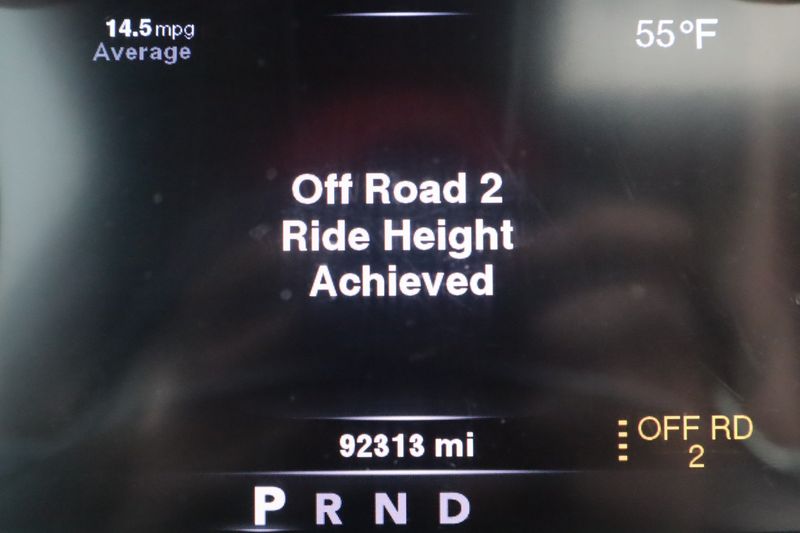 14.5 mpg
Average
55°F
Off Road 2
Ride Height
Achieved
92313 mi
OFF RD
2
P R N D